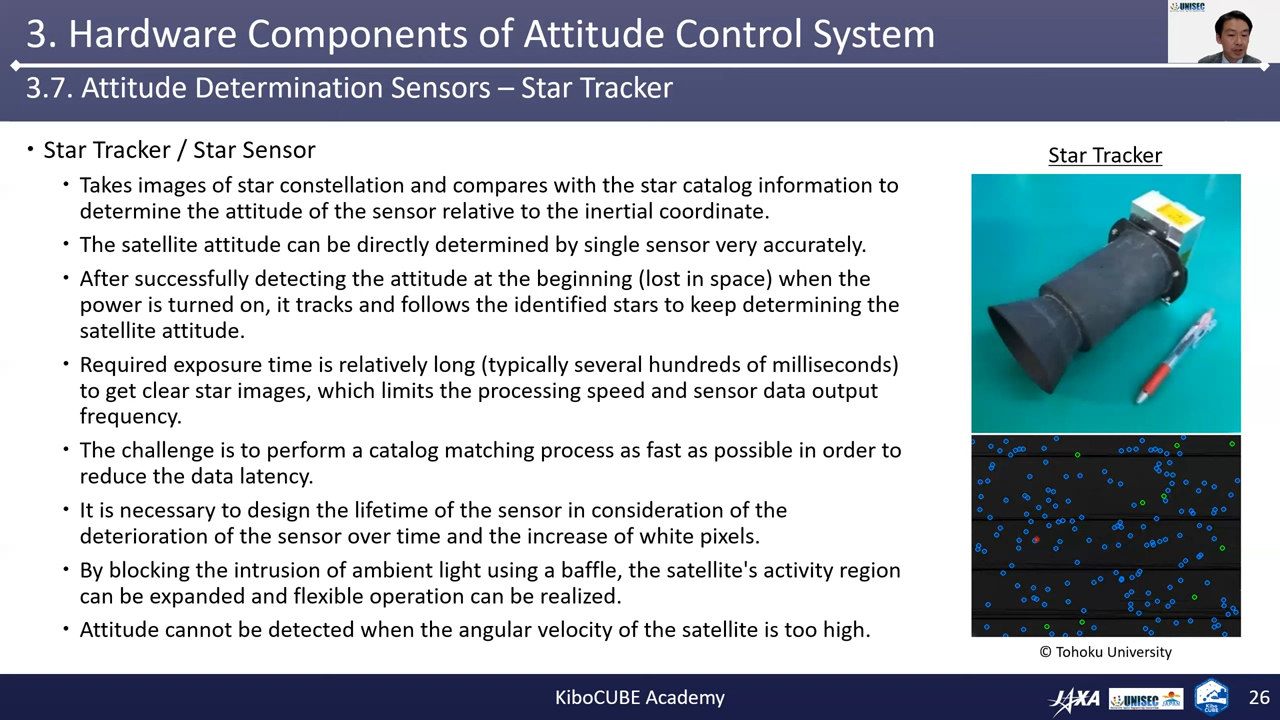 3. Hardware Components of Attitude Control System
UNISEC
3.7. Attitude Determination Sensors – Star Tracker
• Star Tracker / Star Sensor
• Takes images of star constellation and compares with the star catalog information to
determine the attitude of the sensor relative to the inertial coordinate.
• The satellite attitude can be directly determined by single sensor very accurately.
• After successfully detecting the attitude at the beginning (lost in space) when the
power is turned on, it tracks and follows the identified stars to keep determining the
satellite attitude.
• Required exposure time is relatively long (typically several hundreds of milliseconds)
to get clear star images, which limits the processing speed and sensor data output
frequency.
• The challenge is to perform a catalog matching process as fast as possible in order to
reduce the data latency.
• It is necessary to design the lifetime of the sensor in consideration of the
deterioration of the sensor over time and the increase of white pixels.
• By blocking the intrusion of ambient light using a baffle, the satellite's activity region
can be expanded and flexible operation can be realized.
• Attitude cannot be detected when the angular velocity of the satellite is too high.
Star Tracker
© Tohoku University
KiboCUBE Academy
JAXA
UNISEC
JAPAN
Kibo
CUBE
26